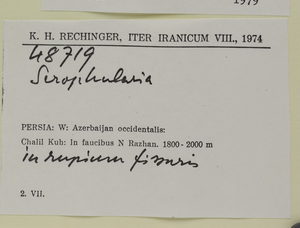 1979
K. H. RECHINGER, ITER IRANICUM VIII., 1974
48719
Scrophularia
PERSIA: W: Azerbaijan occidentalis:
Chalil Kuh: In faucibus N Razhan. 1800-2000 m
in rupium fissuris
2. VII.